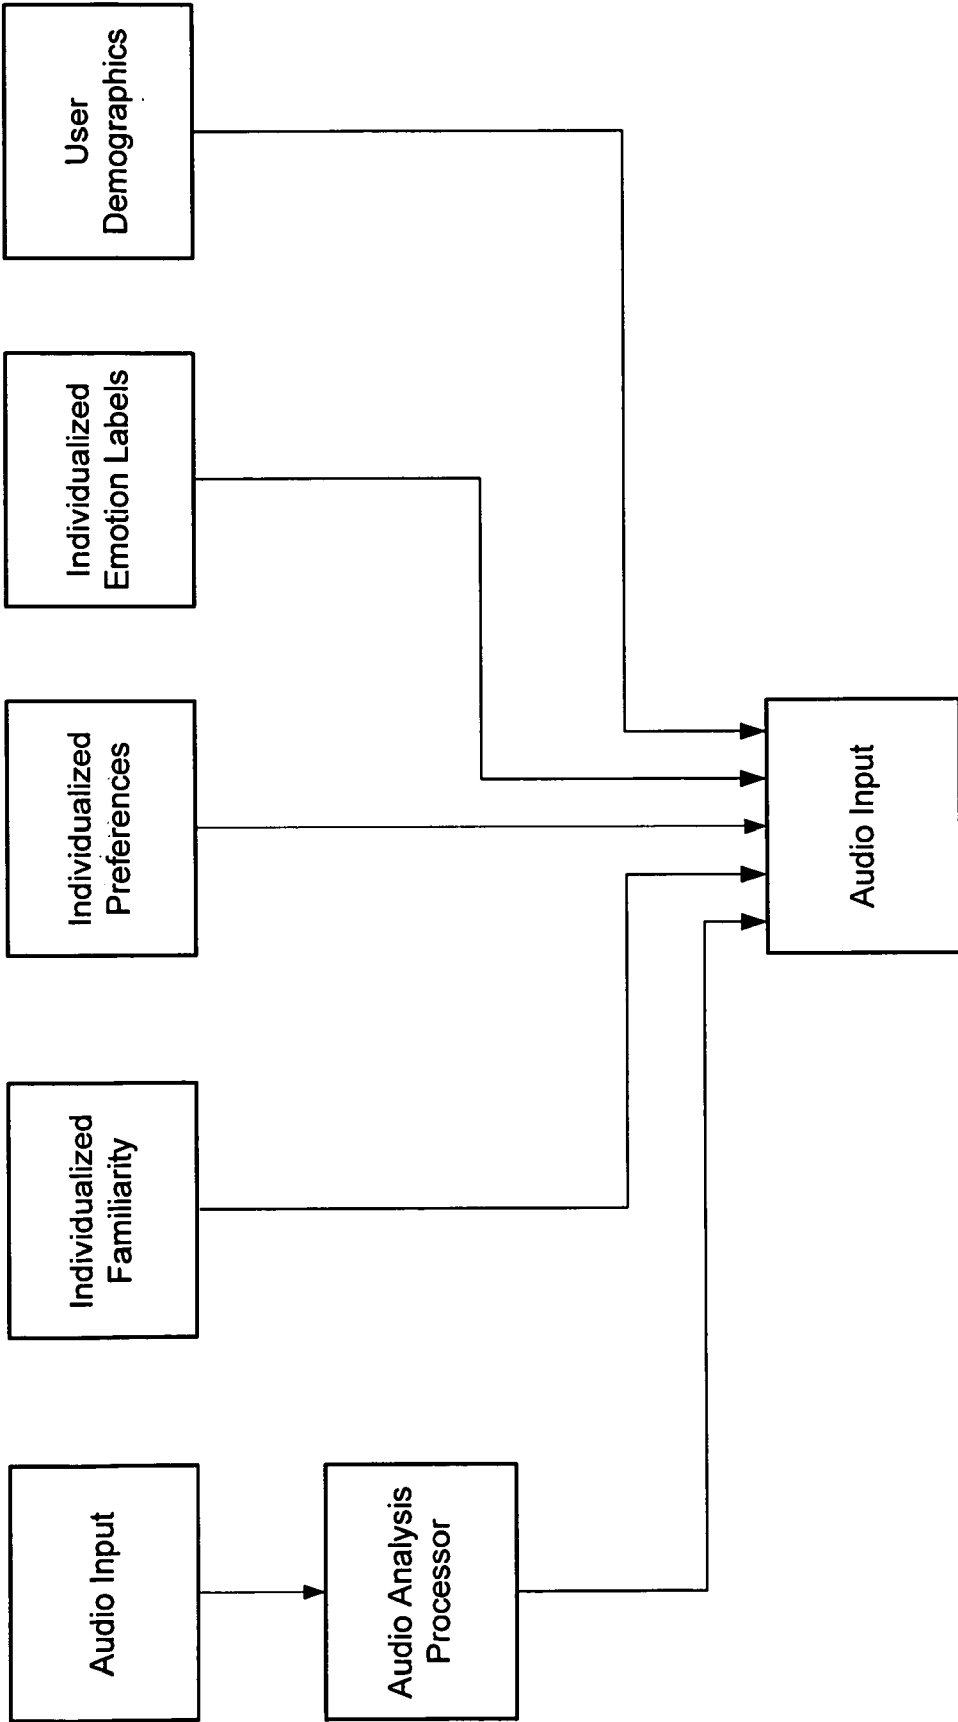 Audio Input
Individualized
Familiarity
Individualized
Preferences
Individualized
Emotion Labels
User
Demographics
Audio Analysis
Processor
Audio Input